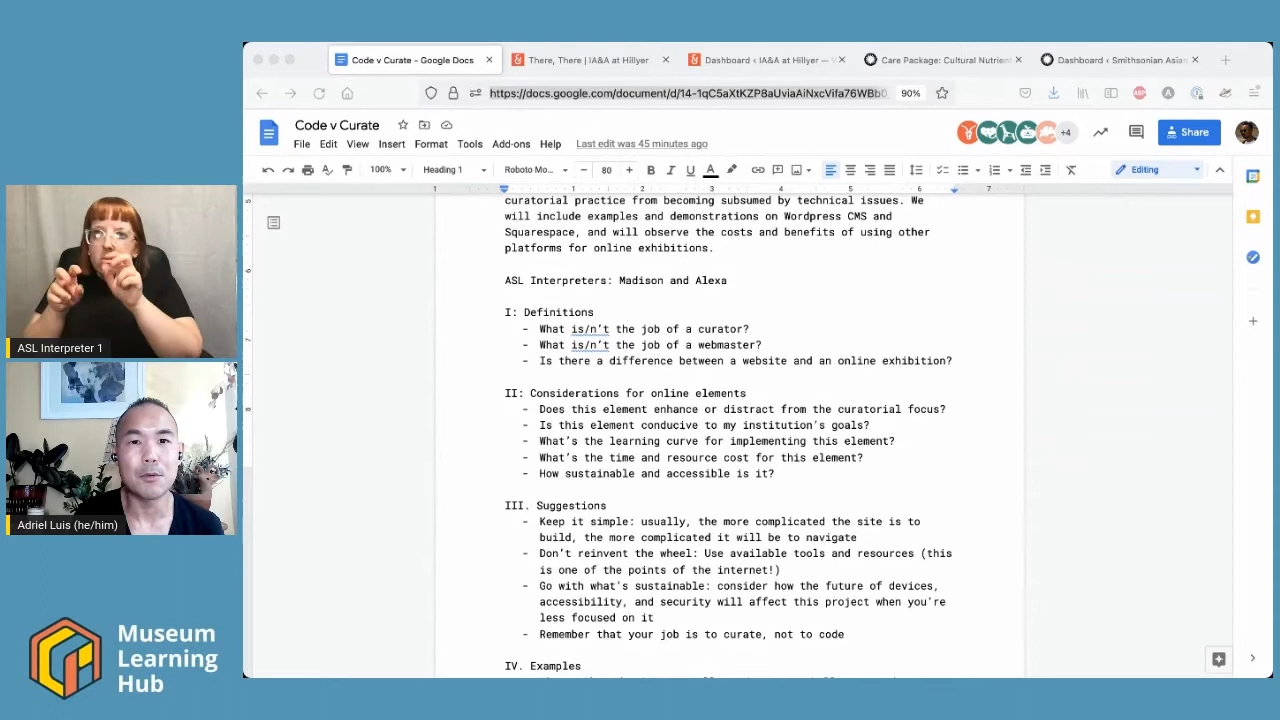 Code v Curate - Google Docs
There, There | IA&A at Hillyer
Dashboard ‹ IA&A at Hillyer —
Care Package: Cultural Nutrien
Dashboard ‹ Smithsonian Asian
https://docs.google.com/document/d/14-1qC5aXtKZP8aUviaAiNxcVifa76WBb0
90%
Code v Curate
File Edit View Insert Format Tools Add-ons Help Last edit was 45 minutes ago
+4
Share
100% Heading 1 Roboto Mo... 80 Editing
1 1 2 3 4 5 6 7
curatorial practice from becoming subsumed by technical issues. We
will include examples and demonstrations on Wordpress CMS and
Squarespace, and will observe the costs and benefits of using other
platforms for online exhibitions.
ASL Interpreters: Madison and Alexa
I: Definitions
- What is/n't the job of a curator?
- What is/n't the job of a webmaster?
- Is there a difference between a website and an online exhibition?
II: Considerations for online elements
- Does this element enhance or distract from the curatorial focus?
- Is this element conducive to my institution's goals?
- What's the learning curve for implementing this element?
- What's the time and resource cost for this element?
- How sustainable and accessible is it?
III. Suggestions
- Keep it simple: usually, the more complicated the site is to
build, the more complicated it will be to navigate
- Don't reinvent the wheel: Use available tools and resources (this
is one of the points of the internet!)
- Go with what's sustainable: consider how the future of devices,
accessibility, and security will affect this project when you're
less focused on it
- Remember that your job is to curate, not to code
IV. Examples
ASL Interpreter 1
Adriel Luis (he/him)
Museum
Learning
Hub